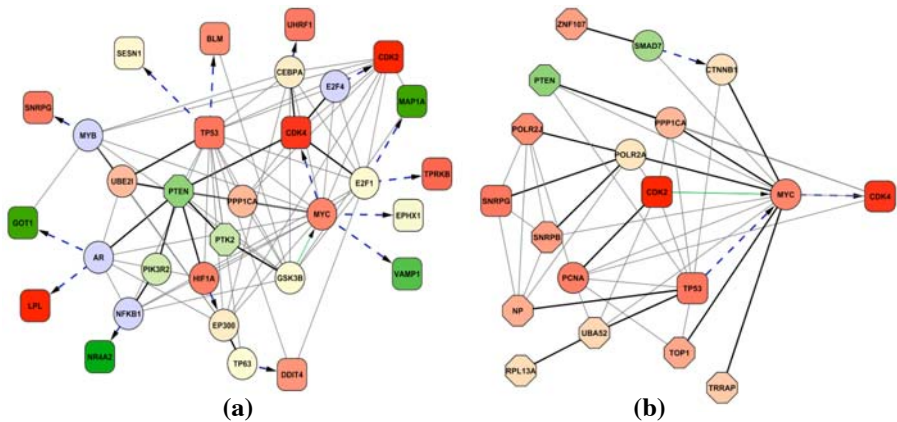 UHRF1
BLM
SESN1
CDK2
CEBPA
E2F4
MAP1A
SNRPG
MYB
TP53
CDK4
UBE2I
PTEN
E2F1
TPRKB
PPP1CA
MYC
EPHX1
GOT1
PTK2
AR
PIK3R2
HIF1A
GSK3B
VAMP1
LPL
NFKB1
EP300
NR4A2
TP63
DDIT4
(a)
ZNF107
SMAD7
CTNNB1
PTEN
PPP1CA
POLR2J
POLR2A
SNRPG
CDK2
MYC
CDK4
SNRPB
PCNA
TP53
NP
UBA52
TOP1
RPL13A
TRRAP
(b)